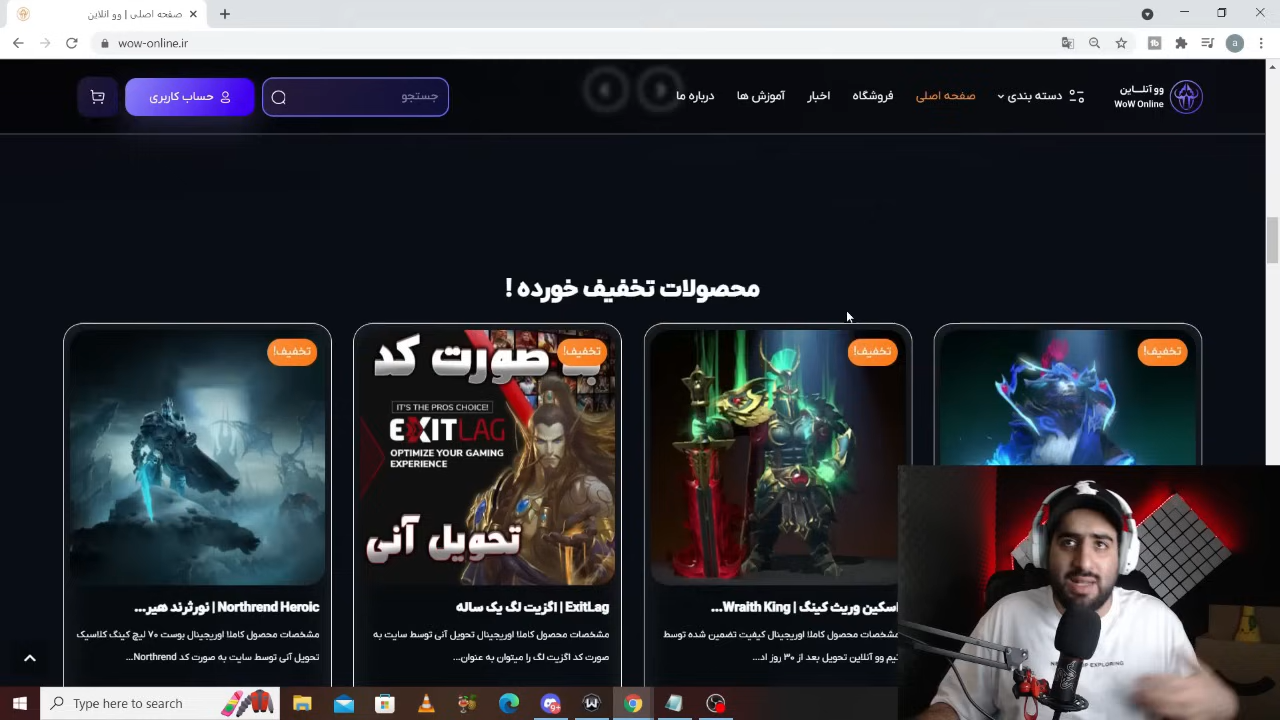 صفحه اصلی | وو آنلاین
wow-online.ir
وو آنلـــاین
WoW Online
دسته بندی
صفحه اصلی
فروشگاه
اخبار
آموزش ها
درباره ما
جستجو
حساب کاربری
محصولات تخفیف خورده !
تخفیف!
تخفیف!
تخفیف!
تخفیف!
صورت کد
IT'S THE PROS CHOICE!
EXITLAG
OPTIMIZE YOUR GAMING
EXPERIENCE
تحویل آنی
اسکین وریث کینگ | Wraith King...
مشخصات محصول کاملا اوریجینال کیفیت تضمین شده توسط
تیم وو آنلاین تحویل بعد از ۳۰ روز اد...
ExitLag | اگزیت لگ یک ساله
مشخصات محصول کاملا اوریجینال تحویل آنی توسط سایت به
صورت کد اگزیت لگ را میتوان به عنوان...
Northrend Heroic | نورثرند هیر...
مشخصات محصول کاملا اوریجینال بوست ۷۰ لیچ کینگ کلاسیک
تحویل آنی توسط سایت به صورت کد Northrend...
Type here to search